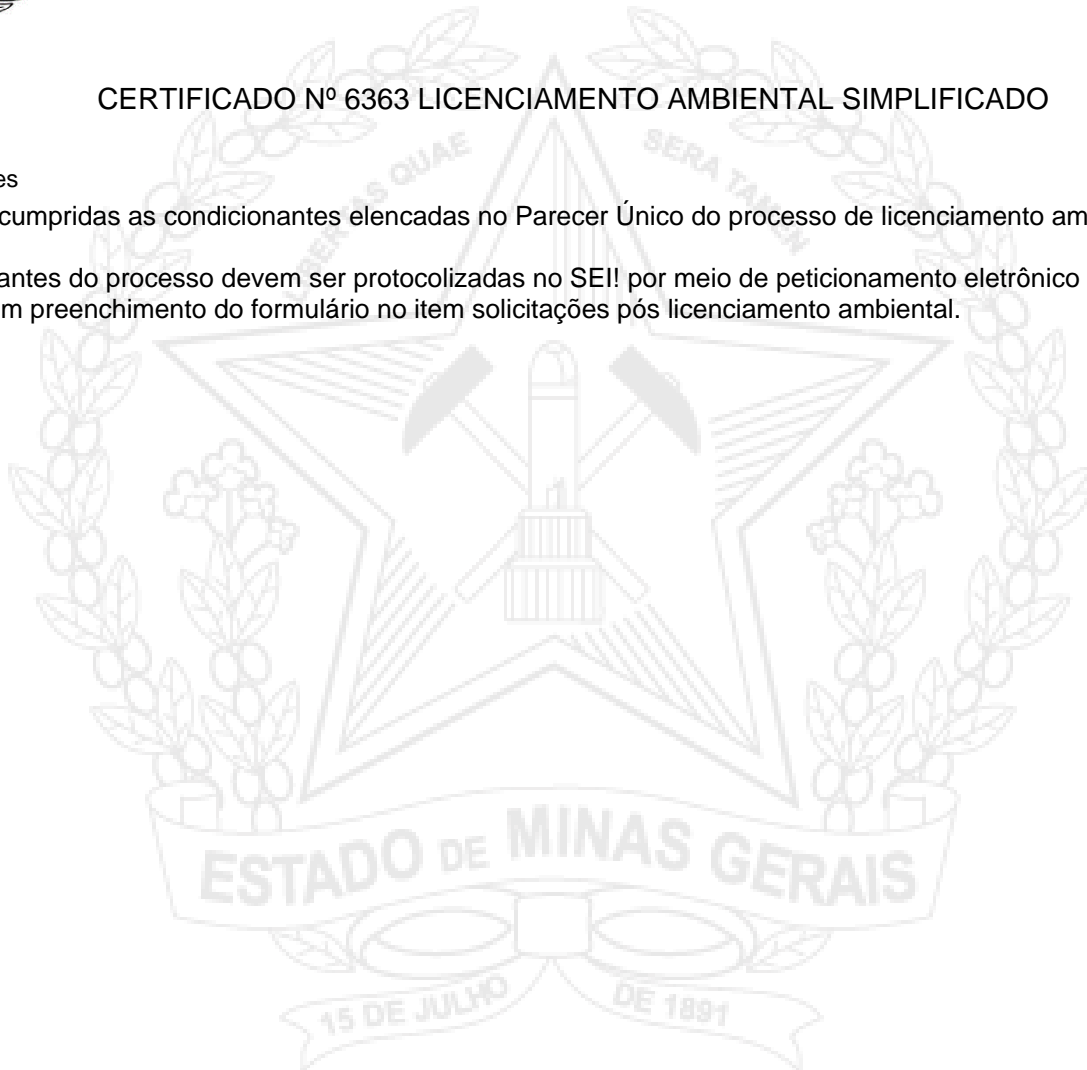 CERTIFICADO Nº 6363 LICENCIAMENTO AMBIENTAL SIMPLIFICADO
es
cumpridas as condicionantes elencadas no Parecer Único do processo de licenciamento am
antes do processo devem ser protocolizadas no SEI! por meio de peticionamento eletrônico
m preenchimento do formulário no item solicitações pós licenciamento ambiental.
LIBERTAS QUAE SERA TAMEN
ESTADO DE MINAS GERAIS
15 DE JULHO DE 1891